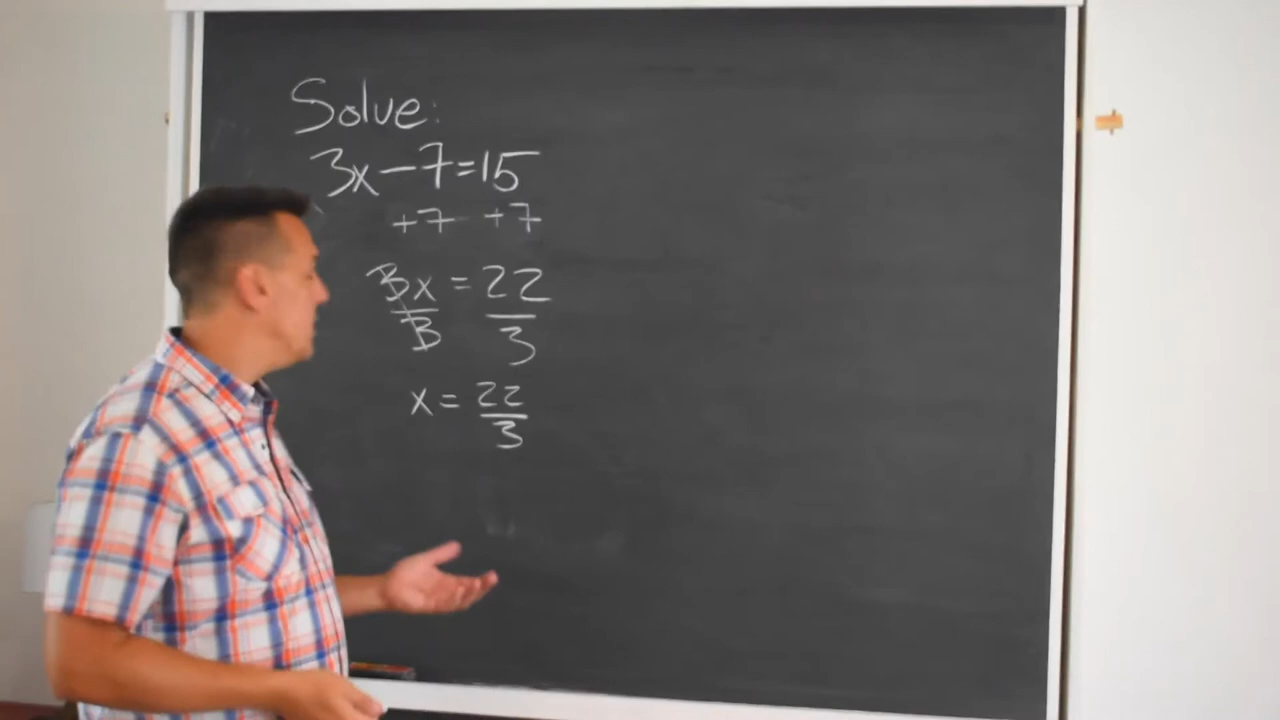 Solve:
3x-7=15
+7 +7
3x = 22
3 3
x = 22
3